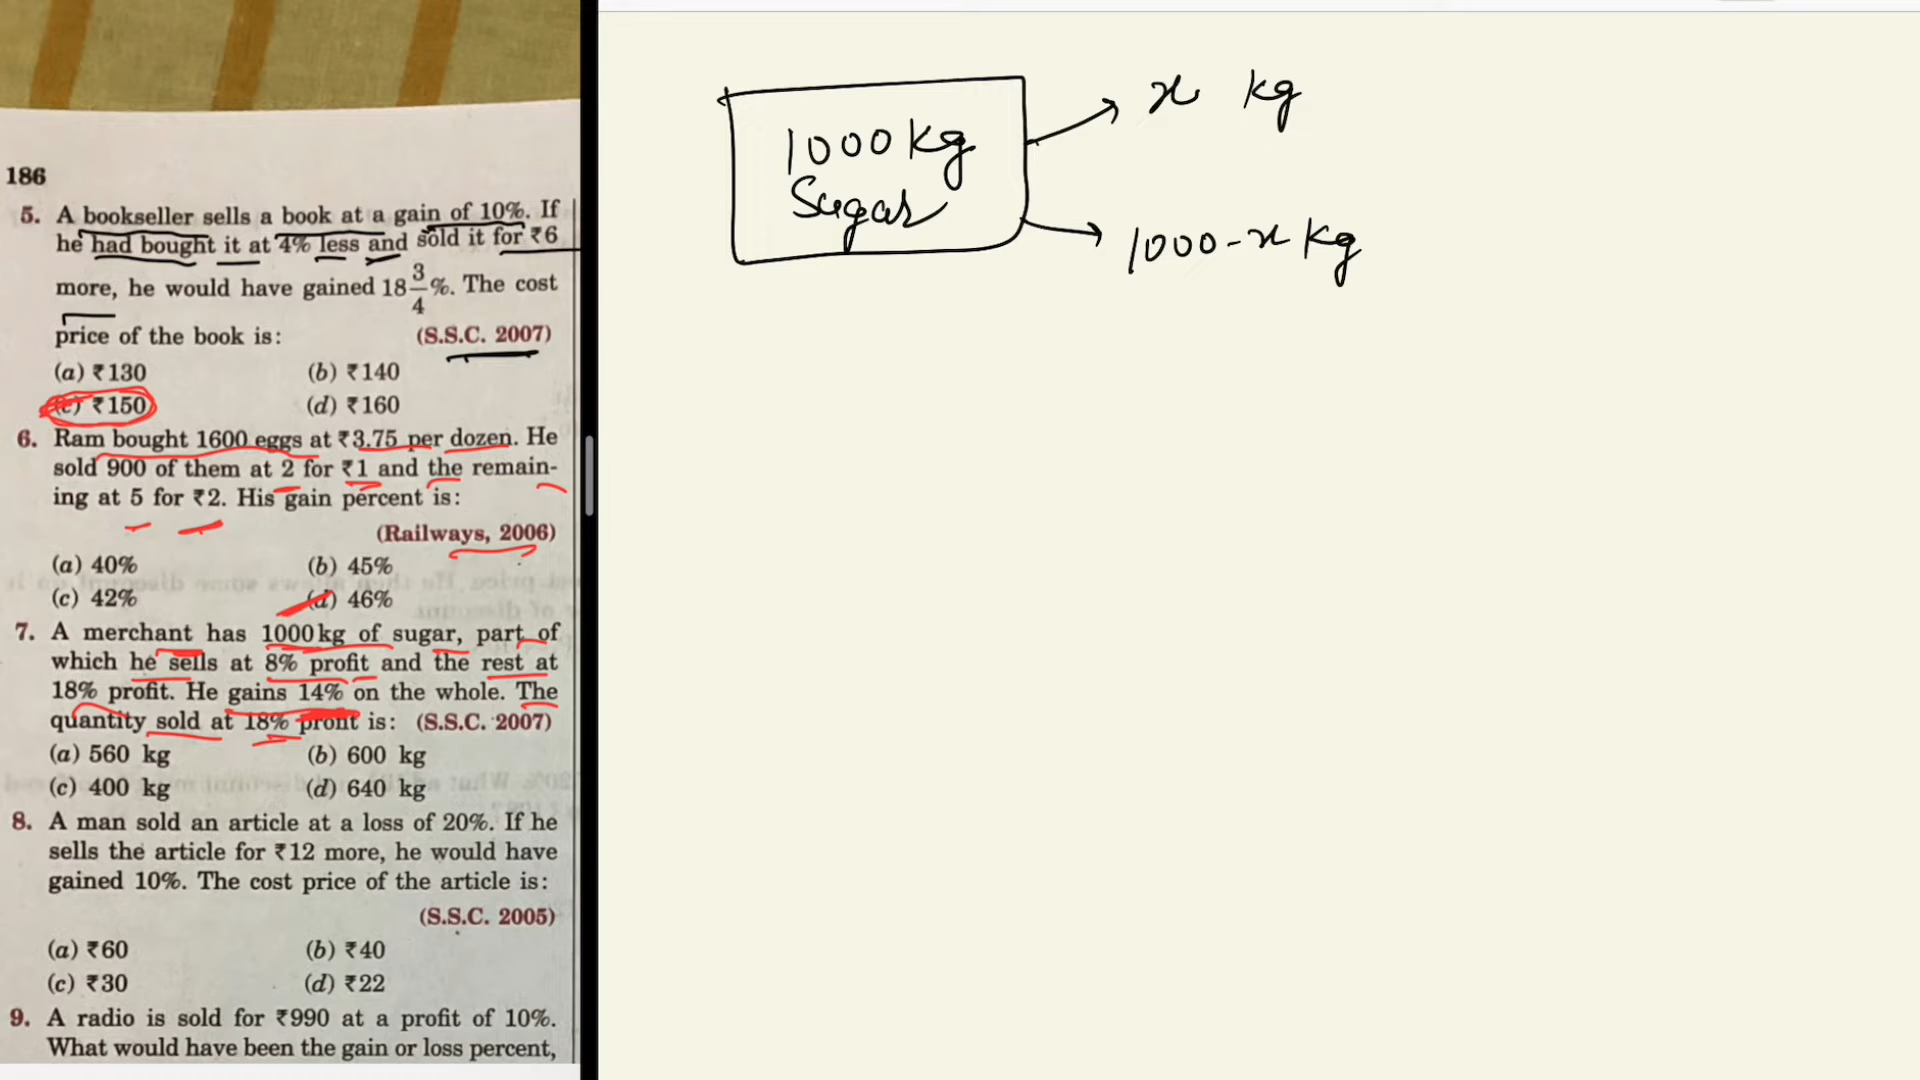 186
5. A bookseller sells a book at a gain of 10%. If
he had bought it at 4% less and sold it for ₹6
more, he would have gained 18 3/4 %. The cost
price of the book is: (S.S.C. 2007)
(a) ₹130 (b) ₹140
(c) ₹150 (d) ₹160
6. Ram bought 1600 eggs at ₹3.75 per dozen. He
sold 900 of them at 2 for ₹1 and the remain-
ing at 5 for ₹2. His gain percent is:
(Railways, 2006)
(a) 40% (b) 45%
(c) 42% (d) 46%
7. A merchant has 1000 kg of sugar, part of
which he sells at 8% profit and the rest at
18% profit. He gains 14% on the whole. The
quantity sold at 18% profit is: (S.S.C. 2007)
(a) 560 kg (b) 600 kg
(c) 400 kg (d) 640 kg
8. A man sold an article at a loss of 20%. If he
sells the article for ₹12 more, he would have
gained 10%. The cost price of the article is:
(S.S.C. 2005)
(a) ₹60 (b) ₹40
(c) ₹30 (d) ₹22
9. A radio is sold for ₹990 at a profit of 10%.
What would have been the gain or loss percent,
1000 kg
Sugar
x kg
1000 - x kg